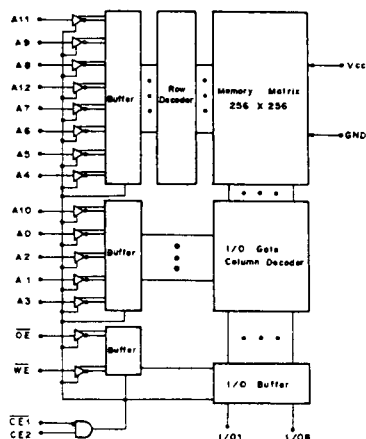 A11
A9
A8
A12
A7
A6
A5
A4
Buffer
Row
Decoder
Memory Matrix
256 X 256
Vcc
GND
A10
A0
A2
A1
A3
Buffer
I/O Gate
Column Decoder
OE
WE
Buffer
I/O Buffer
CE1
CE2
I/O1
I/O8